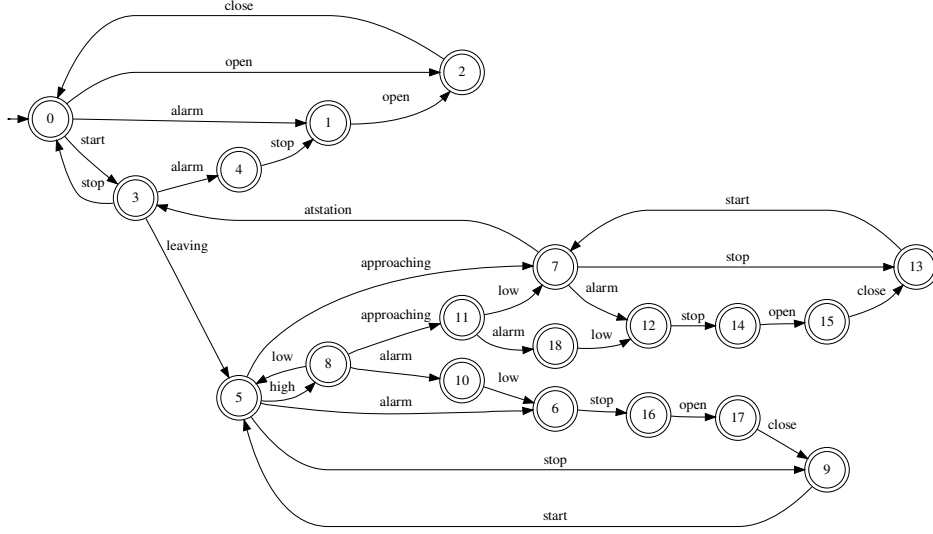 close
open
2
0
alarm
1
open
start
stop
alarm
4
stop
3
leaving
atstation
start
approaching
7
stop
13
alarm
approaching
11
low
12
stop
14
open
15
close
alarm
18
low
low
8
alarm
high
5
10
low
alarm
6
stop
16
open
17
close
stop
9
start